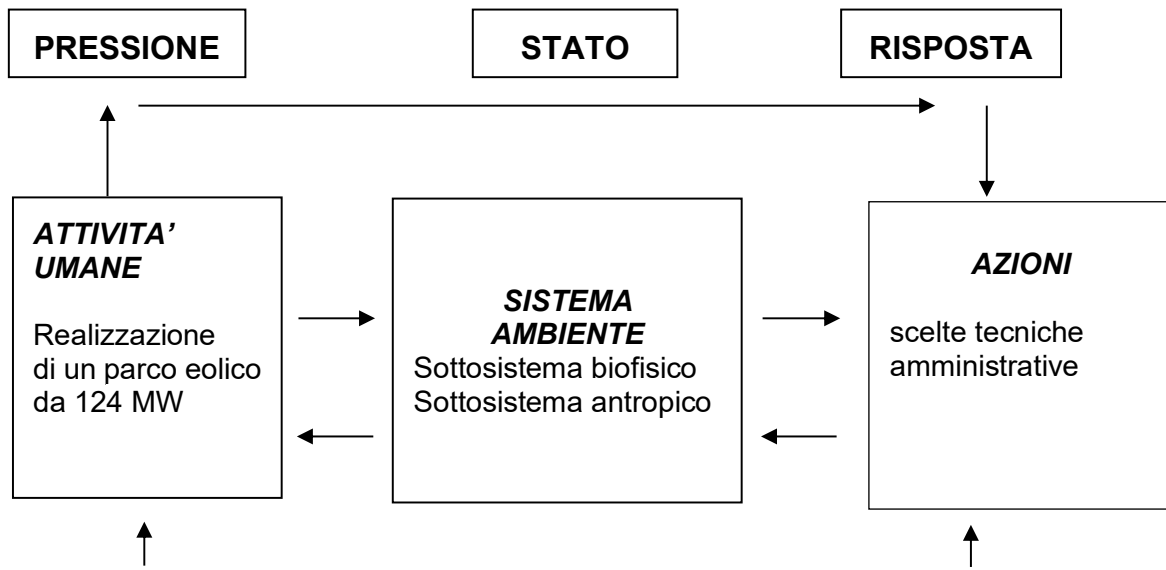 PRESSIONE
STATO
RISPOSTA
ATTIVITA’
UMANE
Realizzazione
di un parco eolico
da 124 MW
SISTEMA
AMBIENTE
Sottosistema biofisico
Sottosistema antropico
AZIONI
scelte tecniche
amministrative